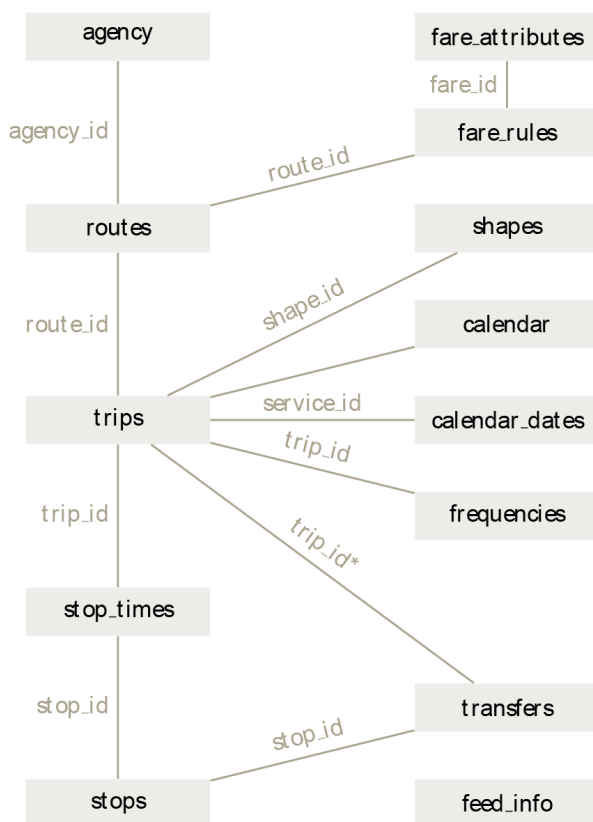 agency
fare_attributes
fare_id
agency_id
fare_rules
route_id
routes
shapes
shape_id
route_id
calendar
service_id
trips
calendar_dates
trip_id
trip_id
frequencies
trip_id*
stop_times
stop_id
transfers
stop_id
stops
feed_info